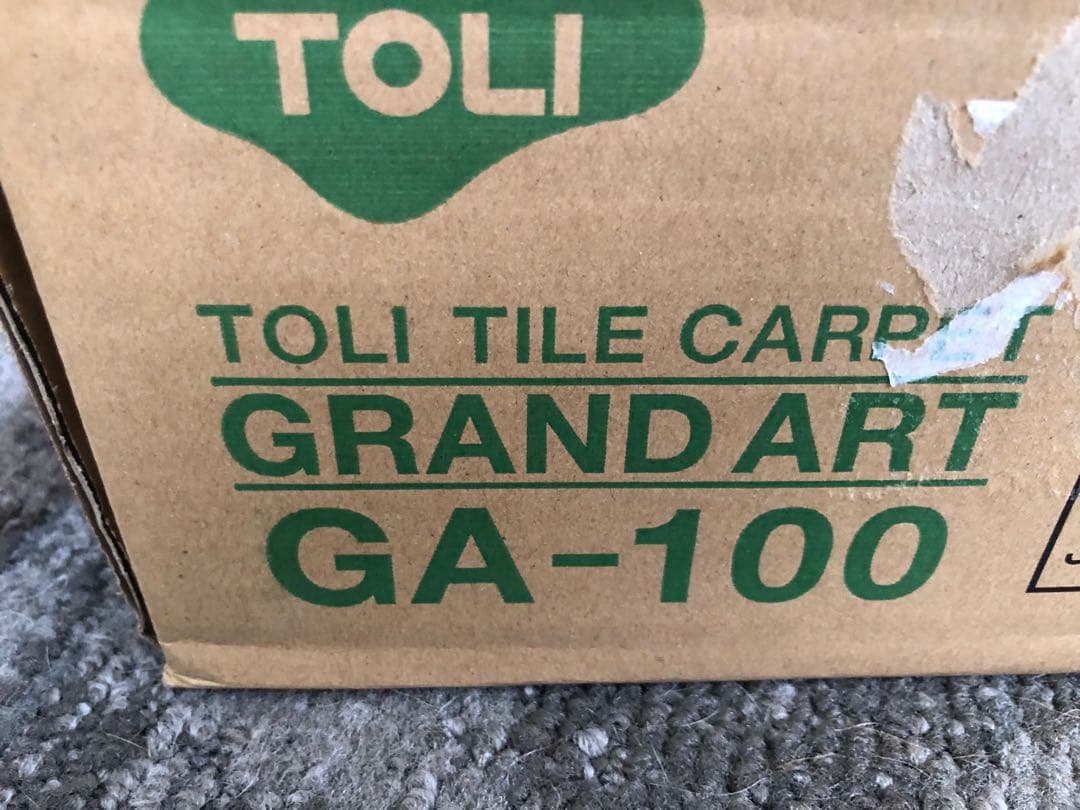 TOLI
TOLI TILE CARPET
GRAND ART
GA-100